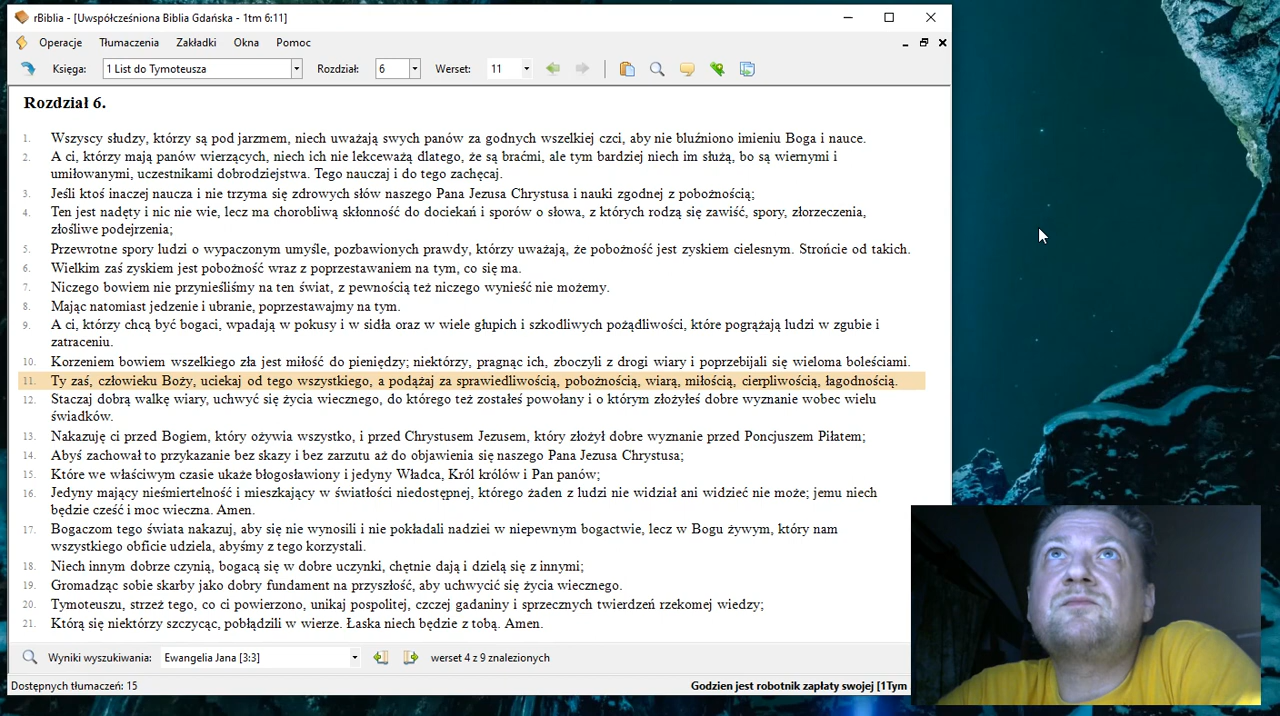 rBiblia - [Uwspółcześniona Biblia Gdańska - 1tm 6:11]
Operacje Tłumaczenia Zakładki Okna Pomoc
Księga: 1 List do Tymoteusza Rozdział: 6 Werset: 11
Rozdział 6.
1. Wszyscy słudzy, którzy są pod jarzmem, niech uważają swych panów za godnych wszelkiej czci, aby nie bluźniono imieniu Boga i nauce.
2. A ci, którzy mają panów wierzących, niech ich nie lekceważą dlatego, że są braćmi, ale tym bardziej niech im służą, bo są wiernymi i
umiłowanymi, uczestnikami dobrodziejstwa. Tego nauczaj i do tego zachęcaj.
3. Jeśli ktoś inaczej naucza i nie trzyma się zdrowych słów naszego Pana Jezusa Chrystusa i nauki zgodnej z pobożnością;
4. Ten jest nadęty i nic nie wie, lecz ma chorobliwą skłonność do dociekań i sporów o słowa, z których rodzą się zawiść, spory, złorzeczenia,
złośliwe podejrzenia;
5. Przewrotne spory ludzi o wypaczonym umyśle, pozbawionych prawdy, którzy uważają, że pobożność jest zyskiem cielesnym. Strońcie od takich.
6. Wielkim zaś zyskiem jest pobożność wraz z poprzestawaniem na tym, co się ma.
7. Niczego bowiem nie przynieśliśmy na ten świat, z pewnością też niczego wynieść nie możemy.
8. Mając natomiast jedzenie i ubranie, poprzestawajmy na tym.
9. A ci, którzy chcą być bogaci, wpadają w pokusy i w sidła oraz w wiele głupich i szkodliwych pożądliwości, które pogrążają ludzi w zgubie i
zatraceniu.
10. Korzeniem bowiem wszelkiego zła jest miłość do pieniędzy; niektórzy, pragnąc ich, zboczyli z drogi wiary i poprzebijali się wieloma boleściami.
11. Ty zaś, człowieku Boży, uciekaj od tego wszystkiego, a podążaj za sprawiedliwością, pobożnością, wiarą, miłością, cierpliwością, łagodnością.
12. Staczaj dobrą walkę wiary, uchwyć się życia wiecznego, do którego też zostałeś powołany i o którym złożyłeś dobre wyznanie wobec wielu
świadków.
13. Nakazuję ci przed Bogiem, który ożywia wszystko, i przed Chrystusem Jezusem, który złożył dobre wyznanie przed Poncjuszem Piłatem;
14. Abyś zachował to przykazanie bez skazy i bez zarzutu aż do objawienia się naszego Pana Jezusa Chrystusa;
15. Które we właściwym czasie ukaże błogosławiony i jedyny Władca, Król królów i Pan panów;
16. Jedyny mający nieśmiertelność i mieszkający w światłości niedostępnej, którego żaden z ludzi nie widział ani widzieć nie może; jemu niech
będzie cześć i moc wieczna. Amen.
17. Bogaczom tego świata nakazuj, aby się nie wynosili i nie pokładali nadziei w niepewnym bogactwie, lecz w Bogu żywym, który nam
wszystkiego obficie udziela, abyśmy z tego korzystali.
18. Niech innym dobrze czynią, bogacą się w dobre uczynki, chętnie dają i dzielą się z innymi;
19. Gromadząc sobie skarby jako dobry fundament na przyszłość, aby uchwycić się życia wiecznego.
20. Tymoteuszu, strzeż tego, co ci powierzono, unikaj pospolitej, czczej gadaniny i sprzecznych twierdzeń rzekomej wiedzy;
21. Którą się niektórzy szczycąc, pobłądzili w wierze. Łaska niech będzie z tobą. Amen.
Wyniki wyszukiwania: Ewangelia Jana [3:3] werset 4 z 9 znalezionych
Dostępnych tłumaczeń: 15 Godzien jest robotnik zapłaty swojej [1Tym